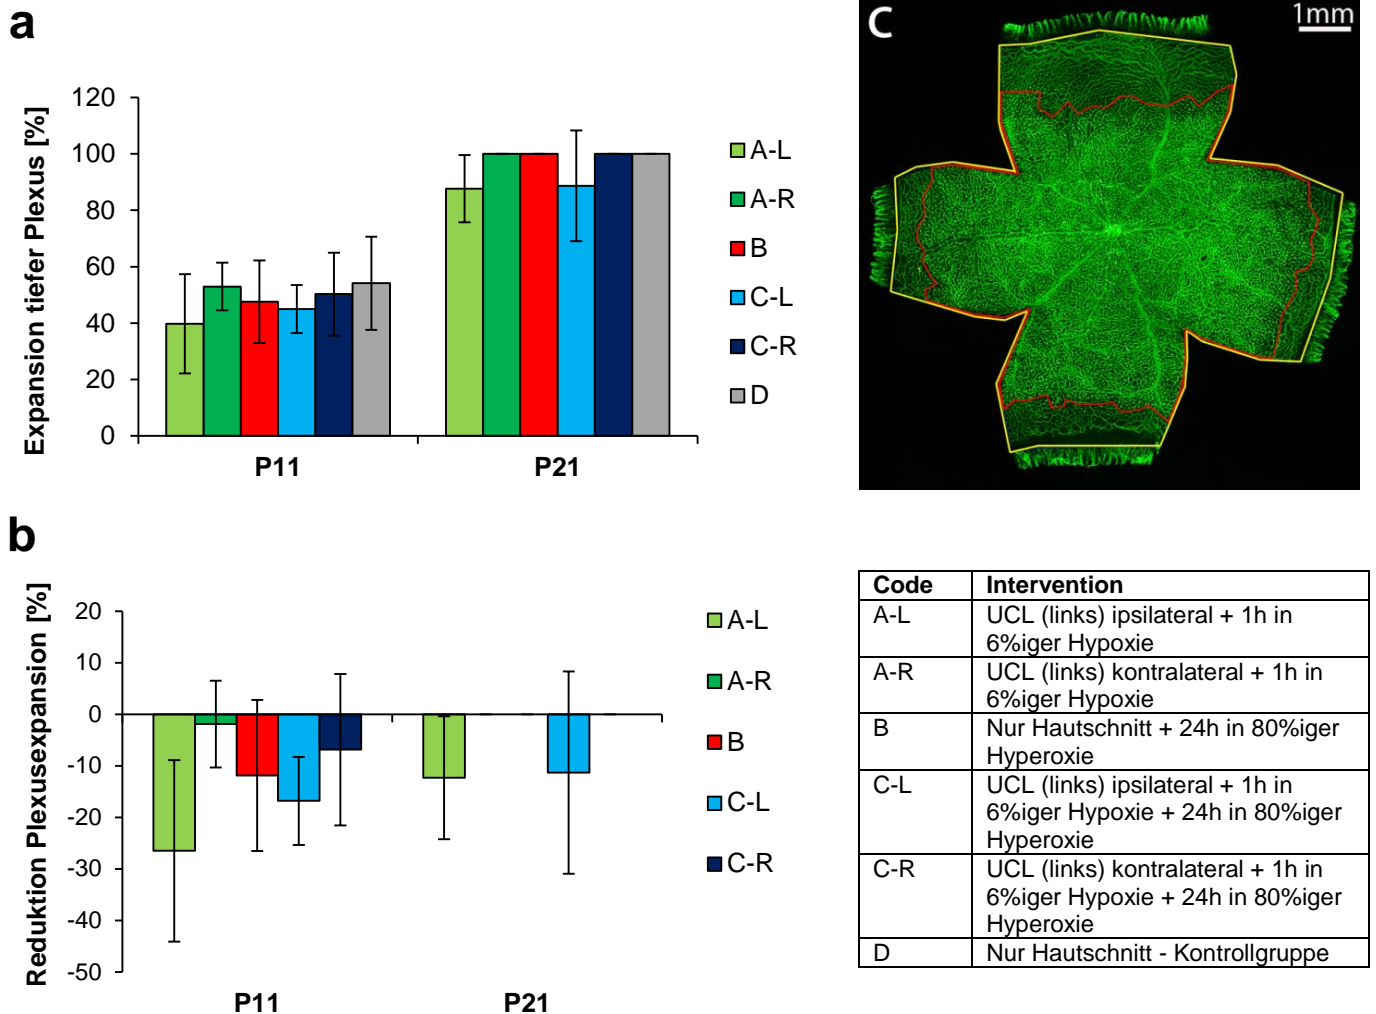 a
Expansion tiefer Plexus [%]
120
100
80
60
40
20
0
P11
P21
A-L
A-R
B
C-L
C-R
D
C
1mm
b
Reduktion Plexusexpansion [%]
20
10
0
-10
-20
-30
-40
-50
P11
P21
A-L
A-R
B
C-L
C-R
Code Intervention
A-L UCL (links) ipsilateral + 1h in
6%iger Hypoxie
A-R UCL (links) kontralateral + 1h in
6%iger Hypoxie
B Nur Hautschnitt + 24h in 80%iger
Hyperoxie
C-L UCL (links) ipsilateral + 1h in
6%iger Hypoxie + 24h in 80%iger
Hyperoxie
C-R UCL (links) kontralateral + 1h in
6%iger Hypoxie + 24h in 80%iger
Hyperoxie
D Nur Hautschnitt - Kontrollgruppe